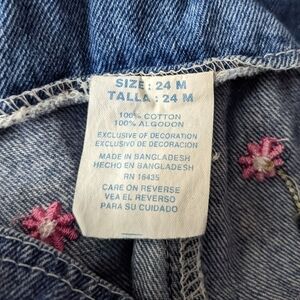 SIZE : 24 M
TALLA : 24 M
100% COTTON
100% ALGODON
EXCLUSIVE OF DECORATION
EXCLUSIVO DE DECORACIÓN
MADE IN BANGLADESH
HECHO EN BANGLADESH
RN 16435
CARE ON REVERSE
VEA EL REVERSO
PARA SU CUIDADO